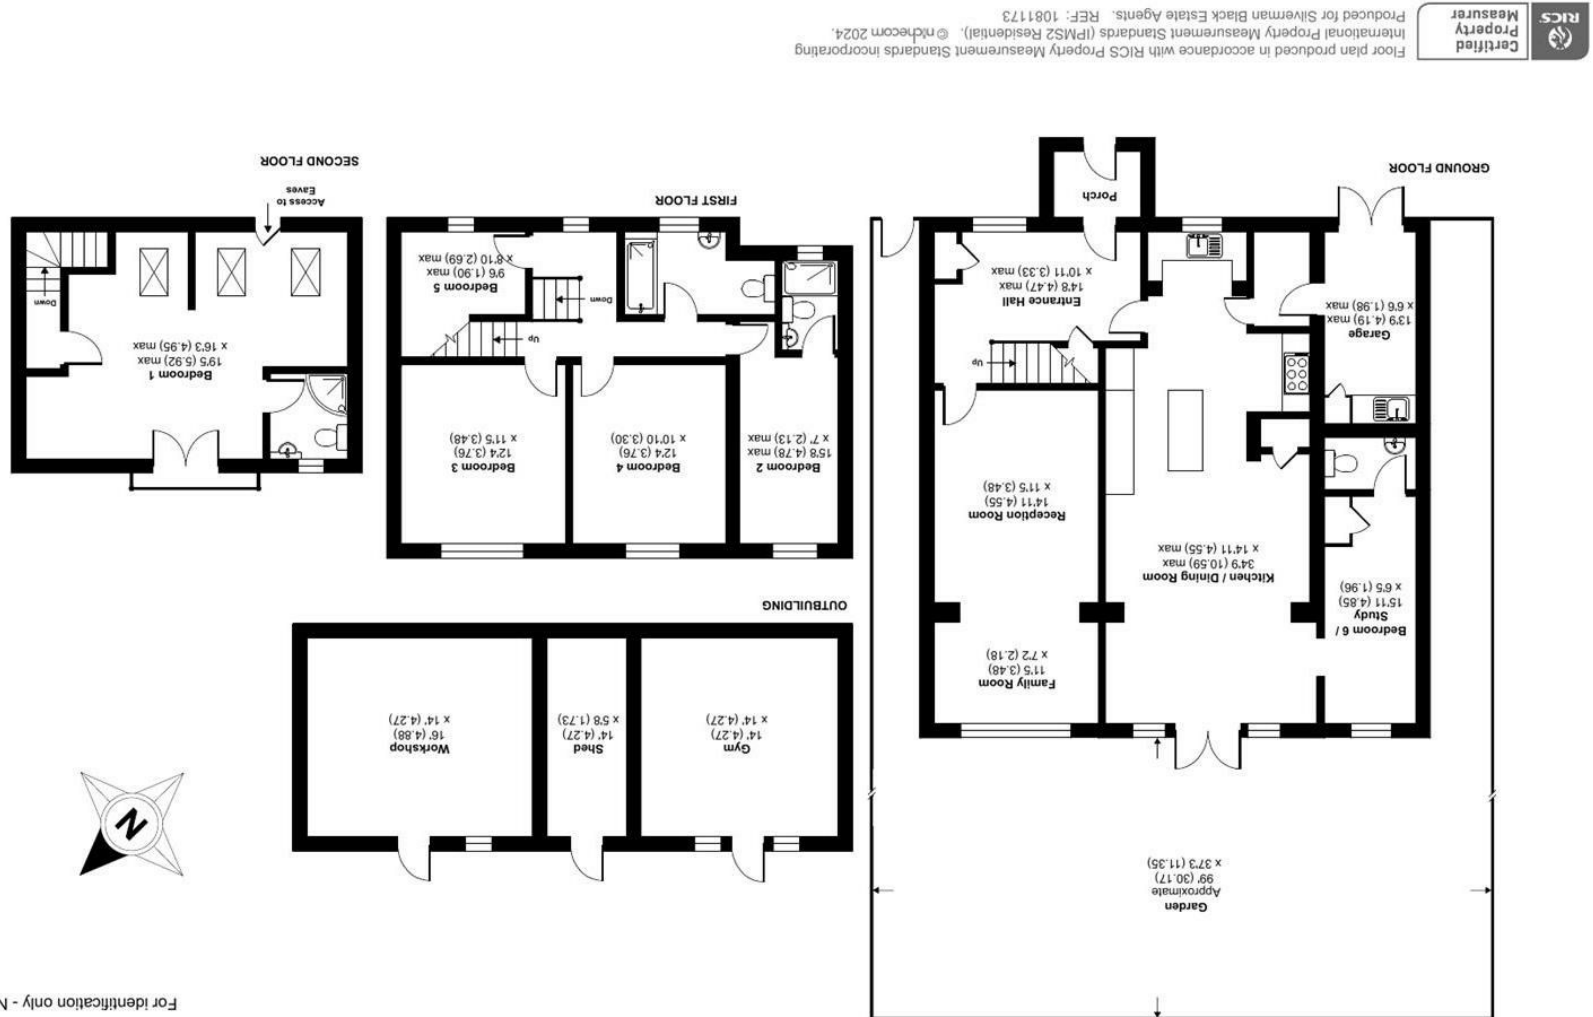 For identification only - N
Garden
Approximate
99' (30.17)
x 37'3 (11.35)
N
Gym
14' (4.27)
x 14' (4.27)
Shed
14' (4.27)
x 5'8 (1.73)
Workshop
16' (4.88)
x 14' (4.27)
OUTBUILDING
Bedroom 6 /
Study
15'11 (4.85)
x 6'5 (1.96)
Kitchen / Dining Room
34'9 (10.59) max
x 14'11 (4.55) max
Family Room
11'5 (3.48)
x 7'2 (2.18)
Reception Room
14'11 (4.55)
x 11'5 (3.48)
Garage
13'9 (4.19) max
x 6'6 (1.98) max
Up
Entrance Hall
14'8 (4.47) max
x 10'11 (3.33) max
Porch
GROUND FLOOR
Bedroom 2
15'8 (4.78) max
x 7' (2.13) max
Bedroom 4
12'4 (3.76)
x 10'10 (3.30)
Bedroom 3
12'4 (3.76)
x 11'5 (3.48)
Up
Down
Bedroom 5
9'6 (1.90) max
x 8'10 (2.69) max
FIRST FLOOR
Bedroom 1
19'5 (5.92) max
x 16'3 (4.95) max
Down
Access to
Eaves
SECOND FLOOR
RICS
Certified
Property
Measurer
Floor plan produced in accordance with RICS Property Measurement Standards incorporating
International Property Measurement Standards (IPMS2 Residential). © nichecom 2024.
Produced for Silverman Black Estate Agents. REF: 1081173